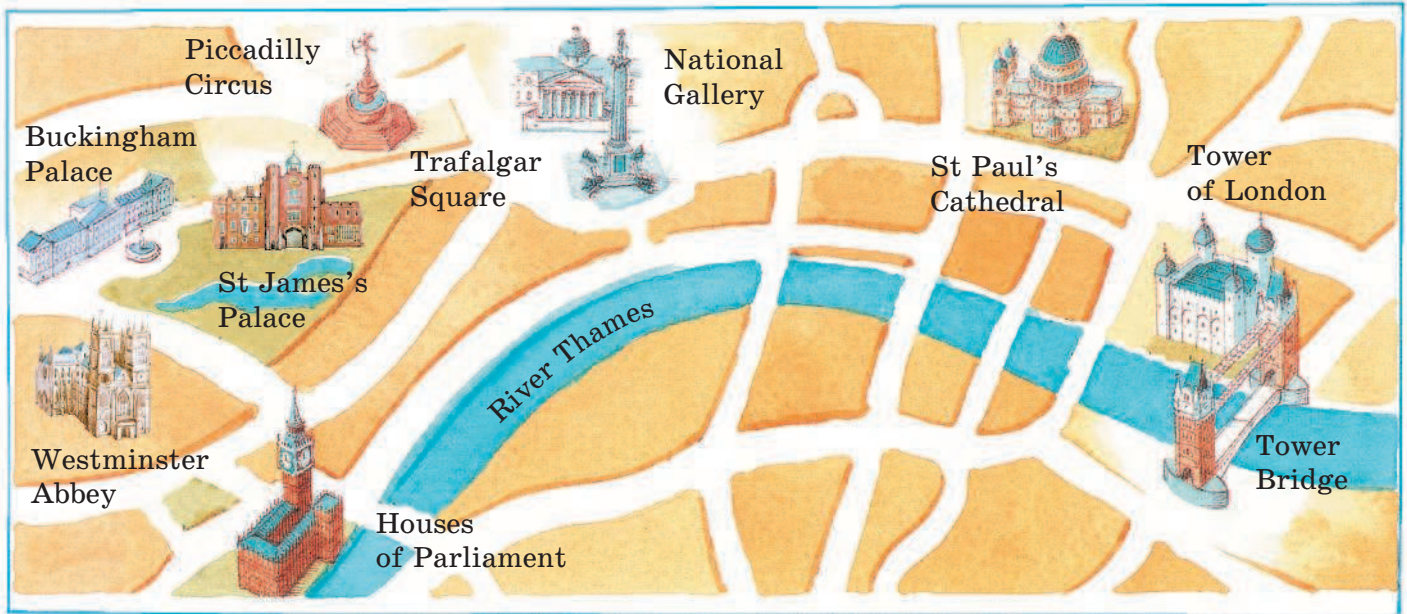 Piccadilly
Circus
National
Gallery
Buckingham
Palace
Trafalgar
Square
St Paul's
Cathedral
Tower
of London
St James's
Palace
River Thames
Westminster
Abbey
Tower
Bridge
Houses
of Parliament